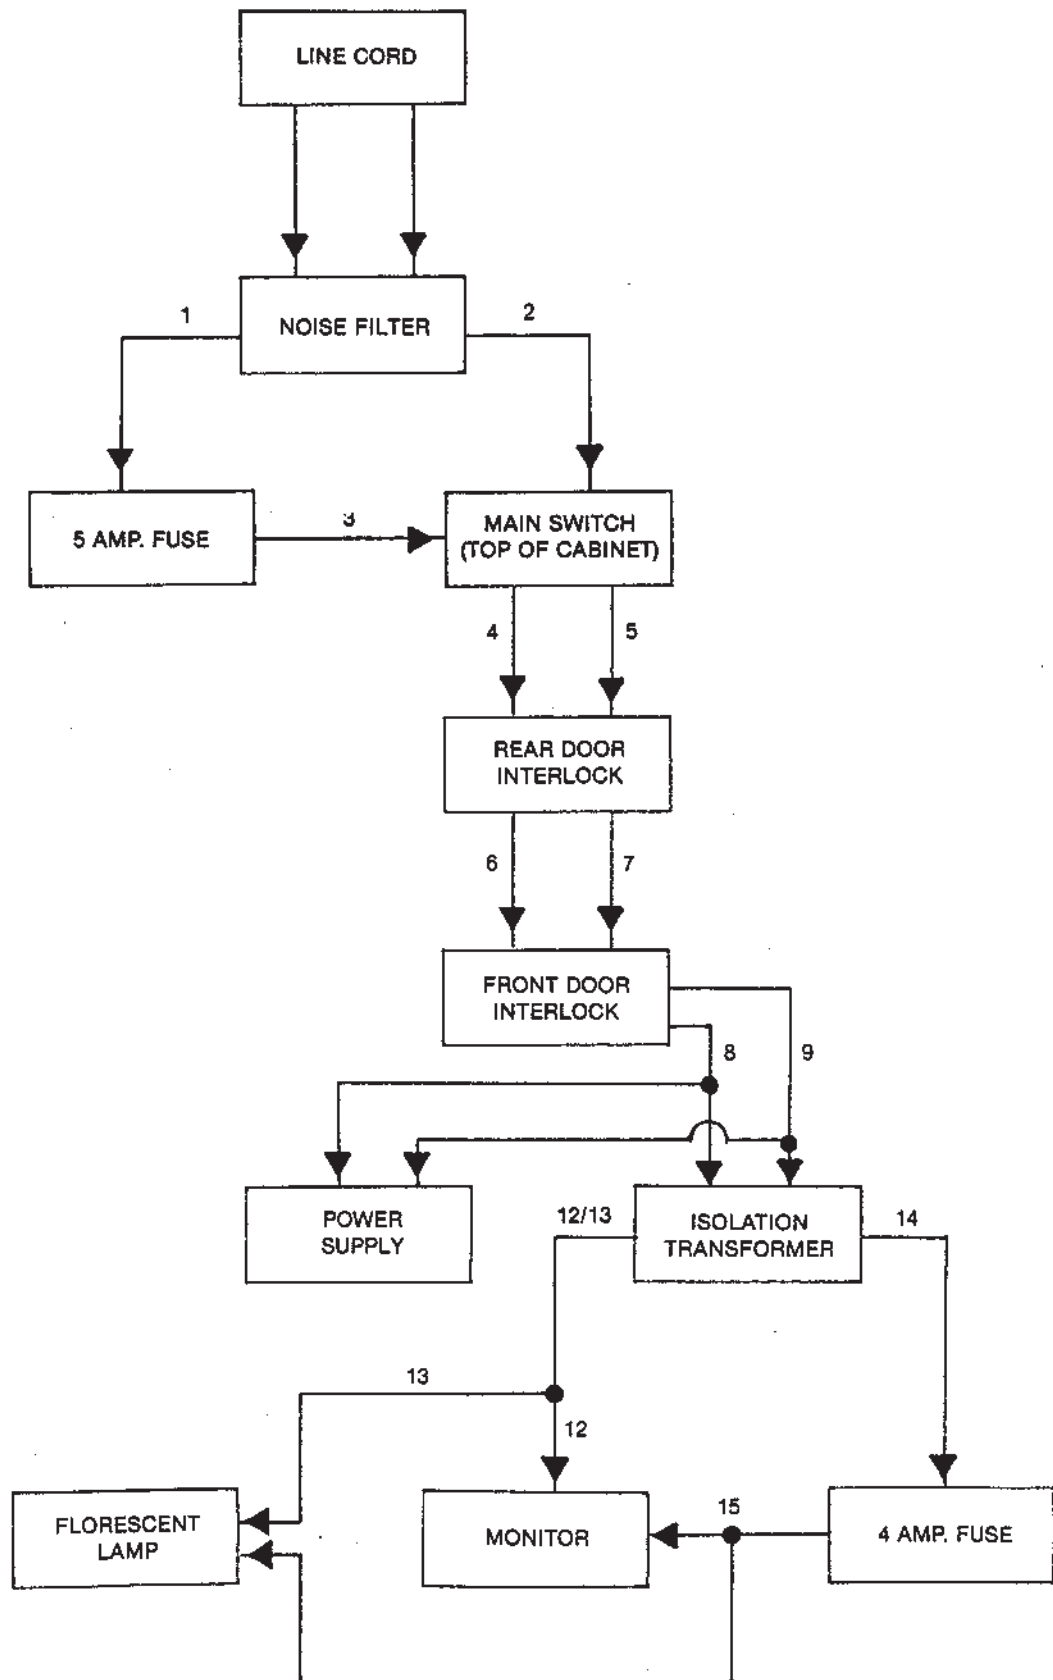 LINE CORD
NOISE FILTER
1
2
5 AMP. FUSE
3
MAIN SWITCH
(TOP OF CABINET)
4
5
REAR DOOR
INTERLOCK
6
7
FRONT DOOR
INTERLOCK
8
9
POWER
SUPPLY
12/13
ISOLATION
TRANSFORMER
14
13
12
FLORESCENT
LAMP
MONITOR
15
4 AMP. FUSE